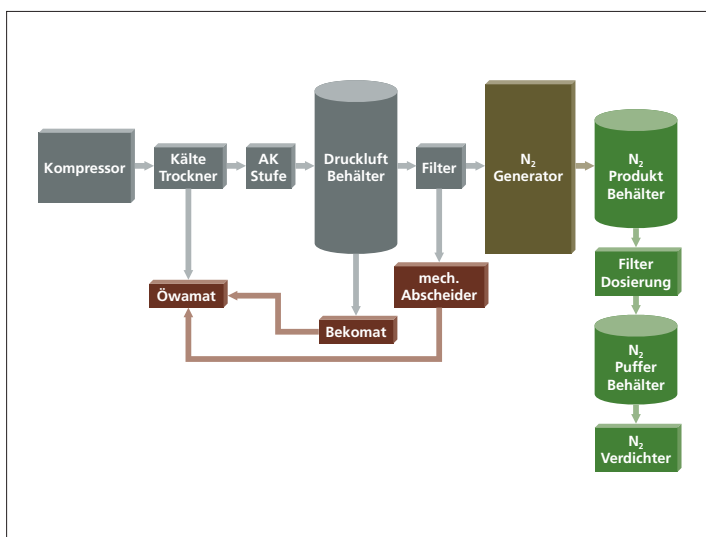 Kompressor
Kälte
Trockner
AK
Stufe
Druckluft
Behälter
Filter
N₂
Generator
N₂
Produkt
Behälter
Öwamat
Bekomat
mech.
Abscheider
Filter
Dosierung
N₂
Puffer
Behälter
N₂
Verdichter